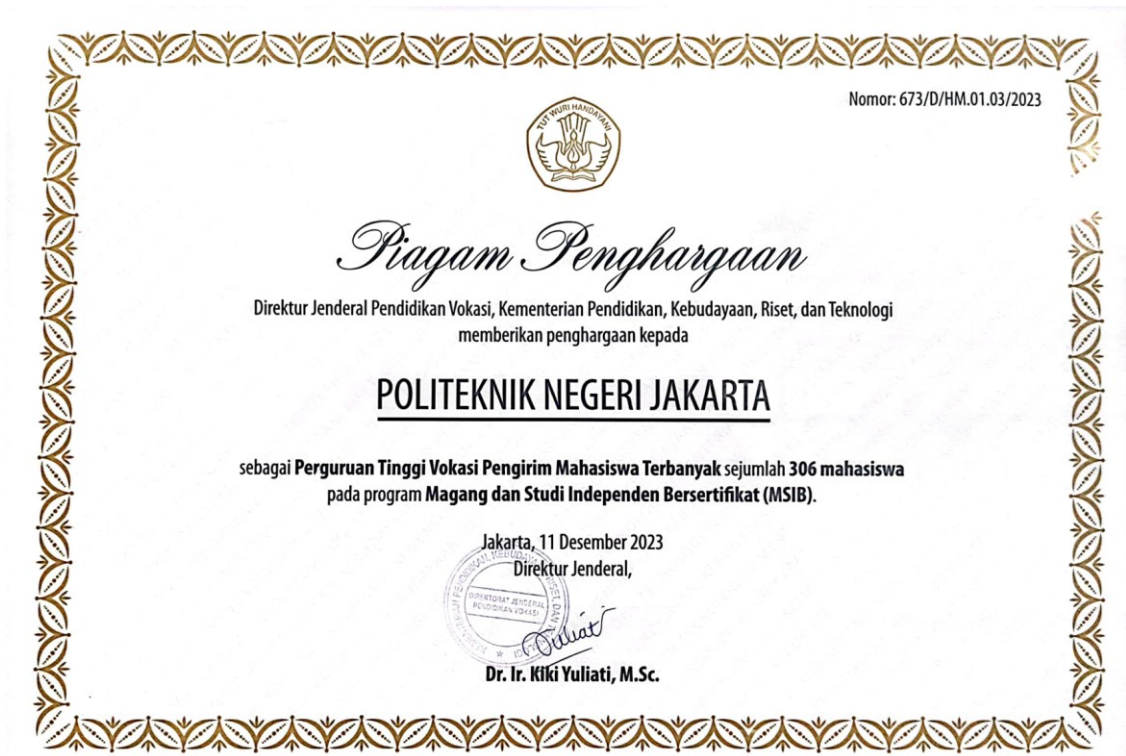 Nomor: 673/D/HM.01.03/2023
TUT WURI HANDAYANI
Piagam Penghargaan
Direktur Jenderal Pendidikan Vokasi, Kementerian Pendidikan, Kebudayaan, Riset, dan Teknologi
memberikan penghargaan kepada
POLITEKNIK NEGERI JAKARTA
sebagai Perguruan Tinggi Vokasi Pengirim Mahasiswa Terbanyak sejumlah 306 mahasiswa
pada program Magang dan Studi Independen Bersertifikat (MSIB).
Jakarta, 11 Desember 2023
Direktur Jenderal,
DIREKTORAT JENDERAL
PENDIDIKAN VOKASI
Dr. Ir. Kiki Yuliati, M.Sc.